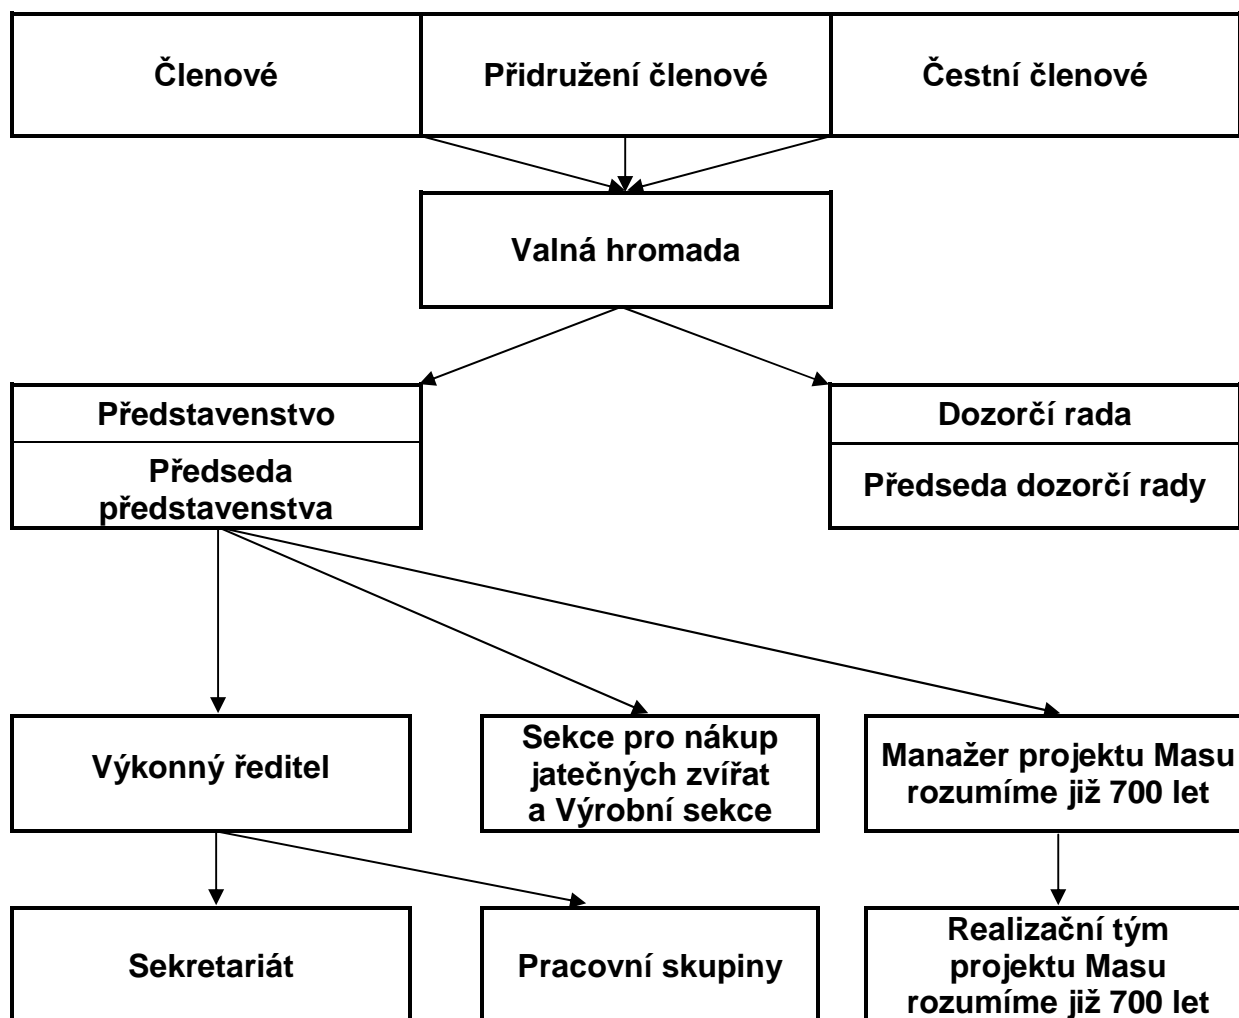 Členové
Přidružení členové
Čestní členové
Valná hromada
Představenstvo
Předseda
představenstva
Dozorčí rada
Předseda dozorčí rady
Výkonný ředitel
Sekce pro nákup
jatečných zvířat
a Výrobní sekce
Manažer projektu Masu
rozumíme již 700 let
Sekretariát
Pracovní skupiny
Realizační tým
projektu Masu
rozumíme již 700 let